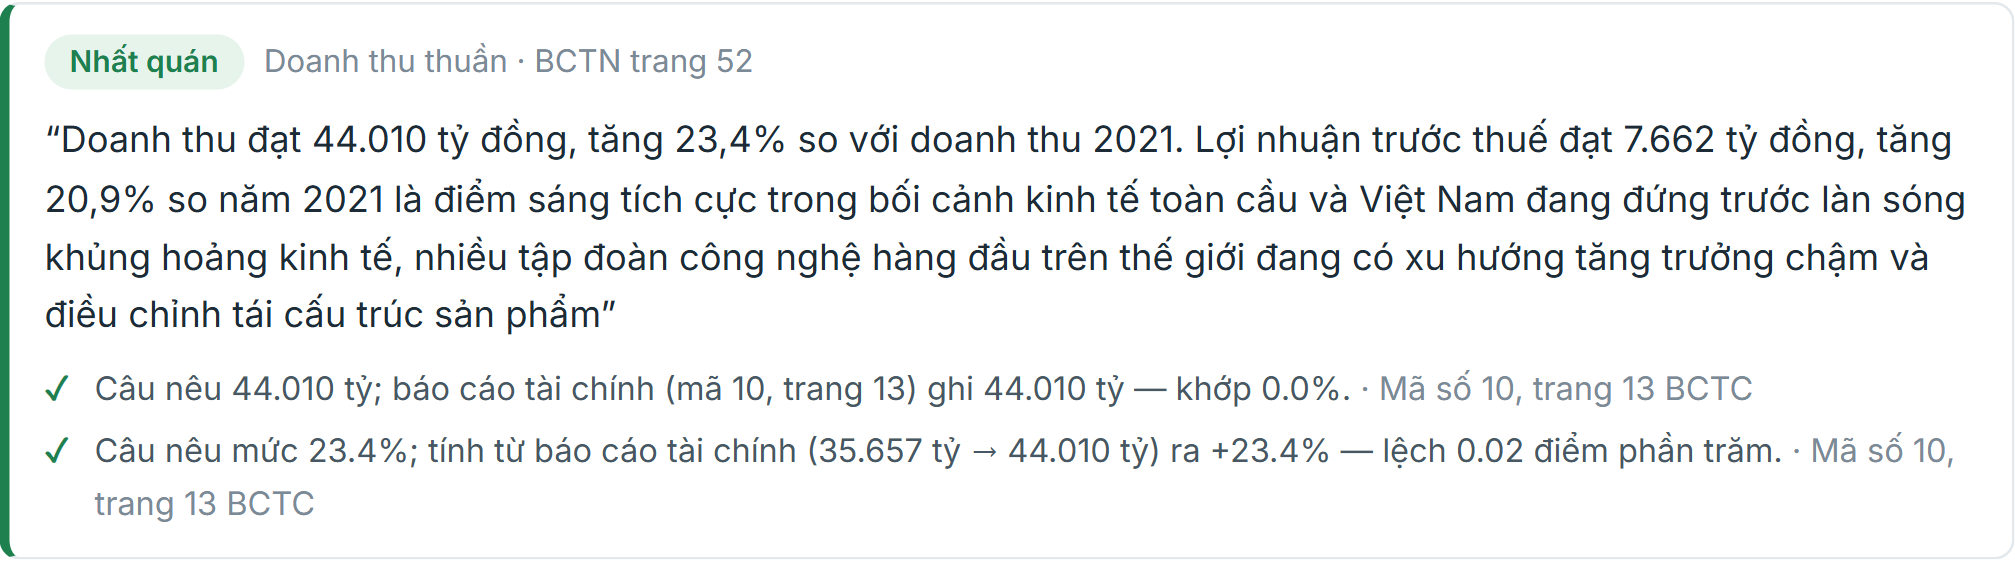 Nhất quán Doanh thu thuần · BCTN trang 52
“Doanh thu đạt 44.010 tỷ đồng, tăng 23,4% so với doanh thu 2021. Lợi nhuận trước thuế đạt 7.662 tỷ đồng, tăng
20,9% so năm 2021 là điểm sáng tích cực trong bối cảnh kinh tế toàn cầu và Việt Nam đang đứng trước làn sóng
khủng hoảng kinh tế, nhiều tập đoàn công nghệ hàng đầu trên thế giới đang có xu hướng tăng trưởng chậm và
điều chỉnh tái cấu trúc sản phẩm”
✓ Câu nêu 44.010 tỷ; báo cáo tài chính (mã 10, trang 13) ghi 44.010 tỷ — khớp 0.0%. · Mã số 10, trang 13 BCTC
✓ Câu nêu mức 23.4%; tính từ báo cáo tài chính (35.657 tỷ → 44.010 tỷ) ra +23.4% — lệch 0.02 điểm phần trăm. · Mã số 10,
trang 13 BCTC